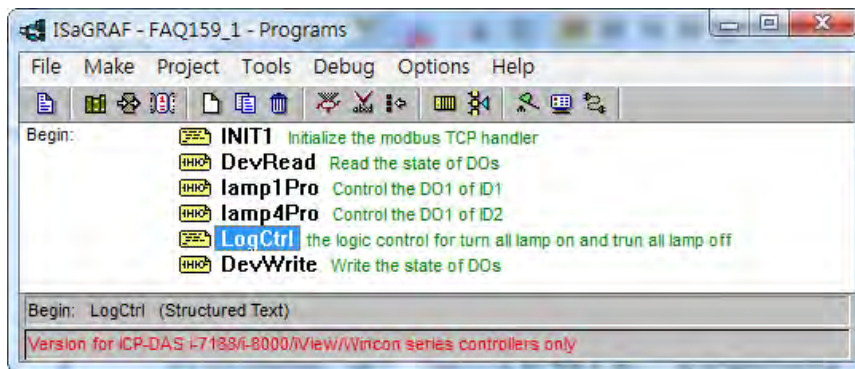 ISaGRAF - FAQ159_1 - Programs
File Make Project Tools Debug Options Help
Begin: INIT1 Initialize the modbus TCP handler
DevRead Read the state of DOs
lamp1Pro Control the DO1 of ID1
lamp4Pro Control the DO1 of ID2
LogCtrl the logic control for turn all lamp on and trun all lamp off
DevWrite Write the state of DOs
Begin: LogCtrl (Structured Text)
Version for ICP-DAS i-7188/i-8000/iView/Wincon series controllers only